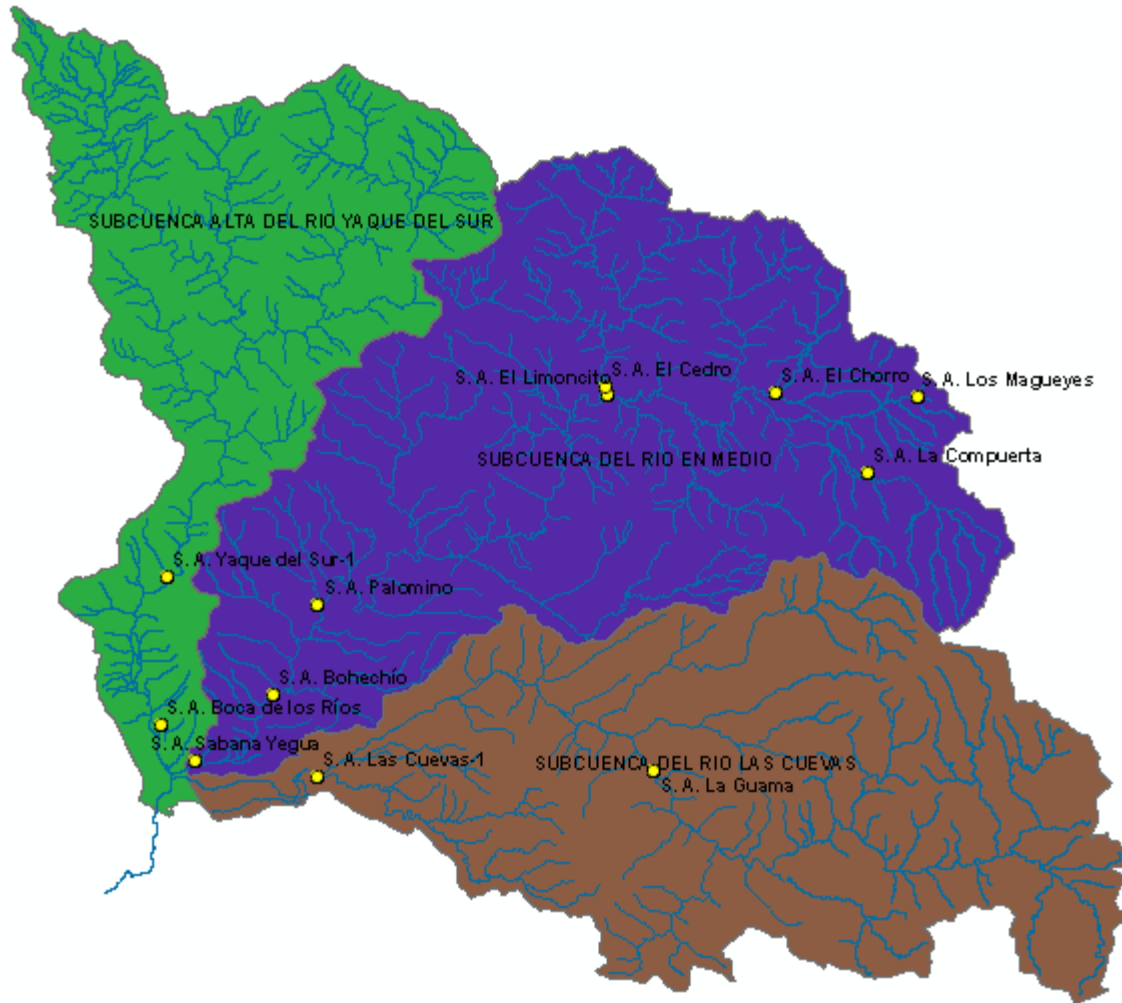 SUBCUENCA ALTA DEL RIO YAQUE DEL SUR
S. A. El Limoncito
S. A. El Cedro
S. A. El Chorro
S. A. Los Magueyes
SUBCUENCA DEL RIO EN MEDIO
S. A. La Compuerta
S. A. Yaque del Sur-1
S. A. Palomino
S. A. Bohechío
S. A. Boca de los Ríos
S. A. Sabana Yegua
S. A. Las Cuevas-1
SUBCUENCA DEL RIO LAS CUEVAS
S. A. La Guama